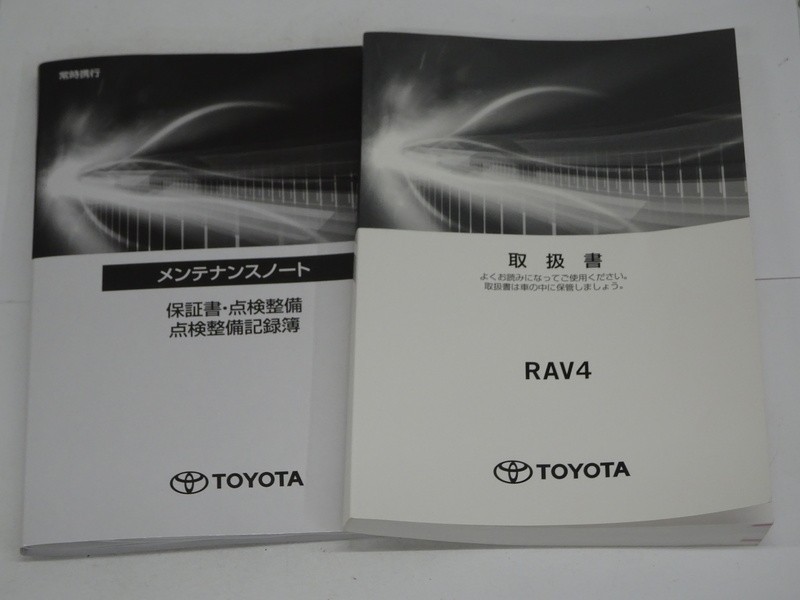 常時携行
メンテナンスノート
保証書・点検整備
点検整備記録簿
TOYOTA
取扱書
よくお読みになってご使用ください。
取扱書は車の中に保管しましょう。
RAV4
TOYOTA